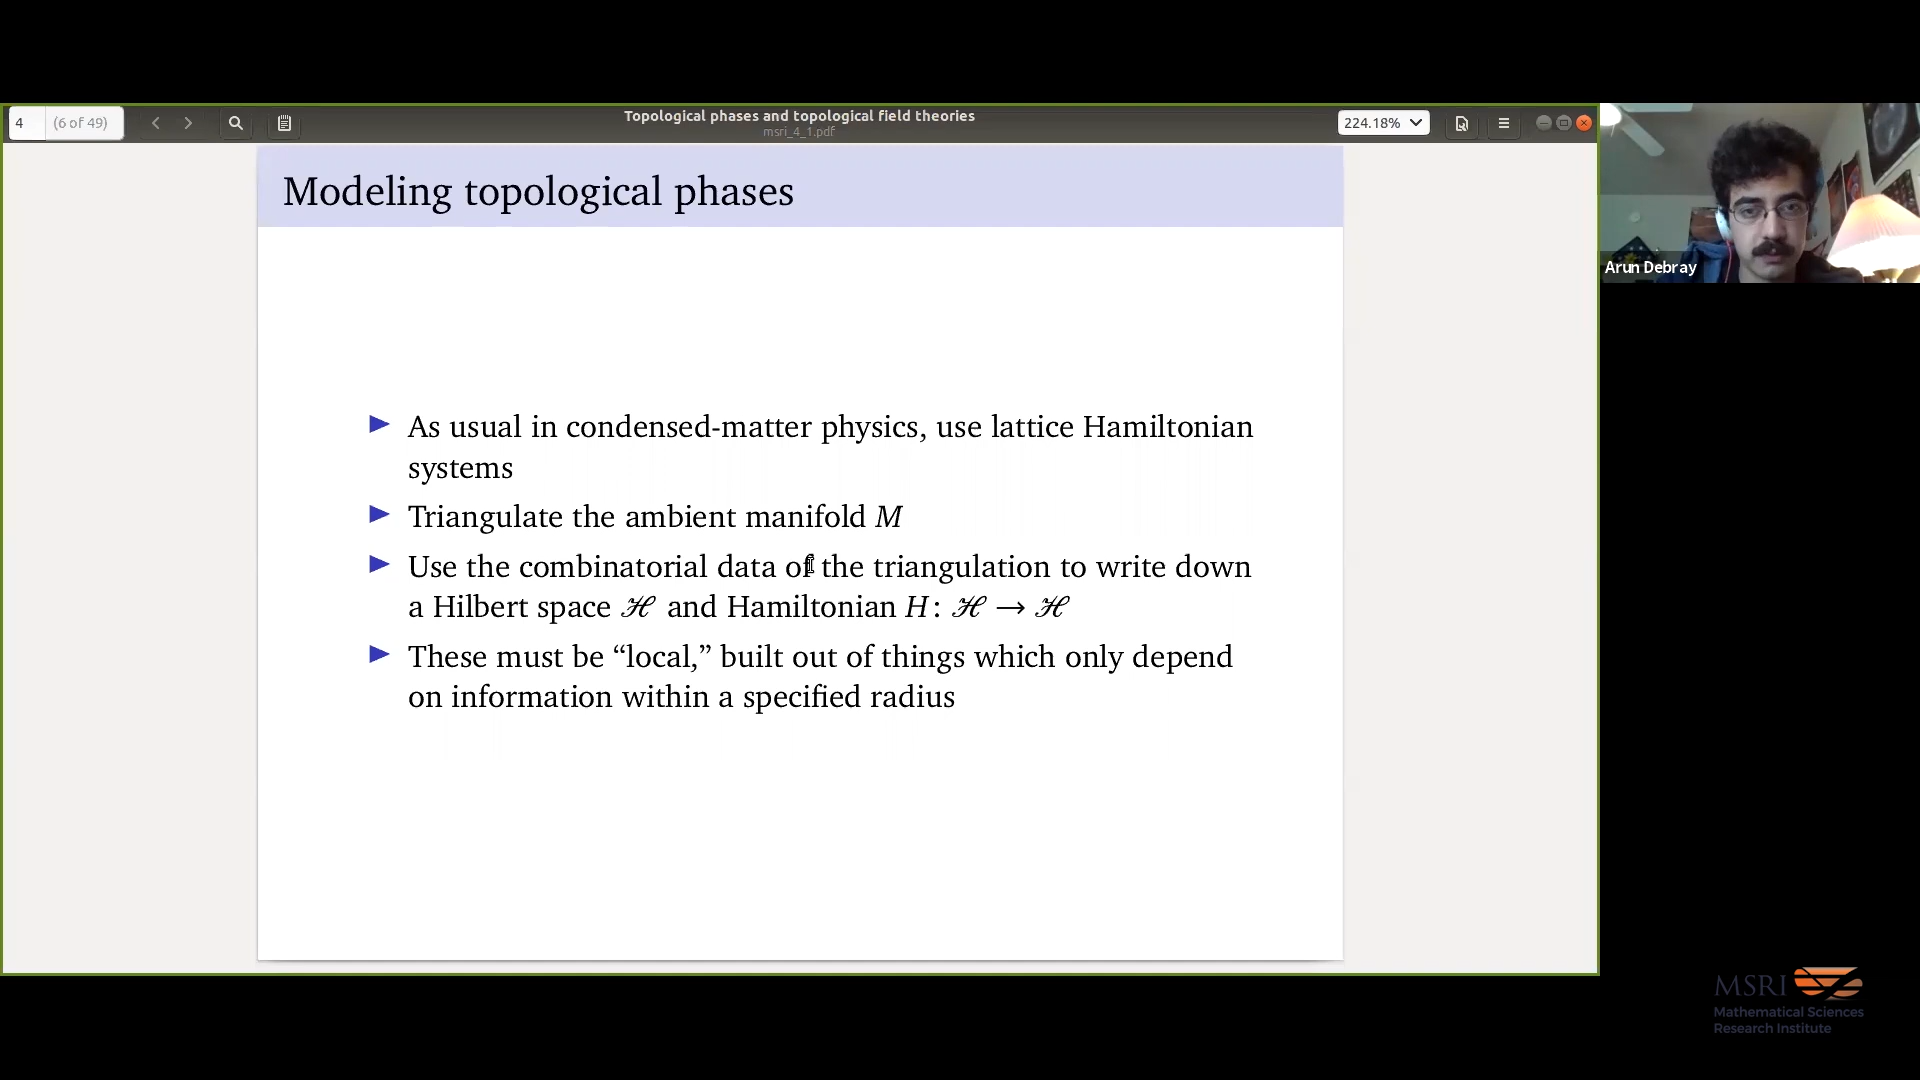 4 (6 of 49)
Topological phases and topological field theories
msri_4_1.pdf
224.18%
Modeling topological phases
▶ As usual in condensed-matter physics, use lattice Hamiltonian
systems
▶ Triangulate the ambient manifold M
▶ Use the combinatorial data of the triangulation to write down
a Hilbert space ℋ and Hamiltonian H: ℋ → ℋ
▶ These must be “local,” built out of things which only depend
on information within a specified radius
Arun Debray
MSRI
Mathematical Sciences
Research Institute